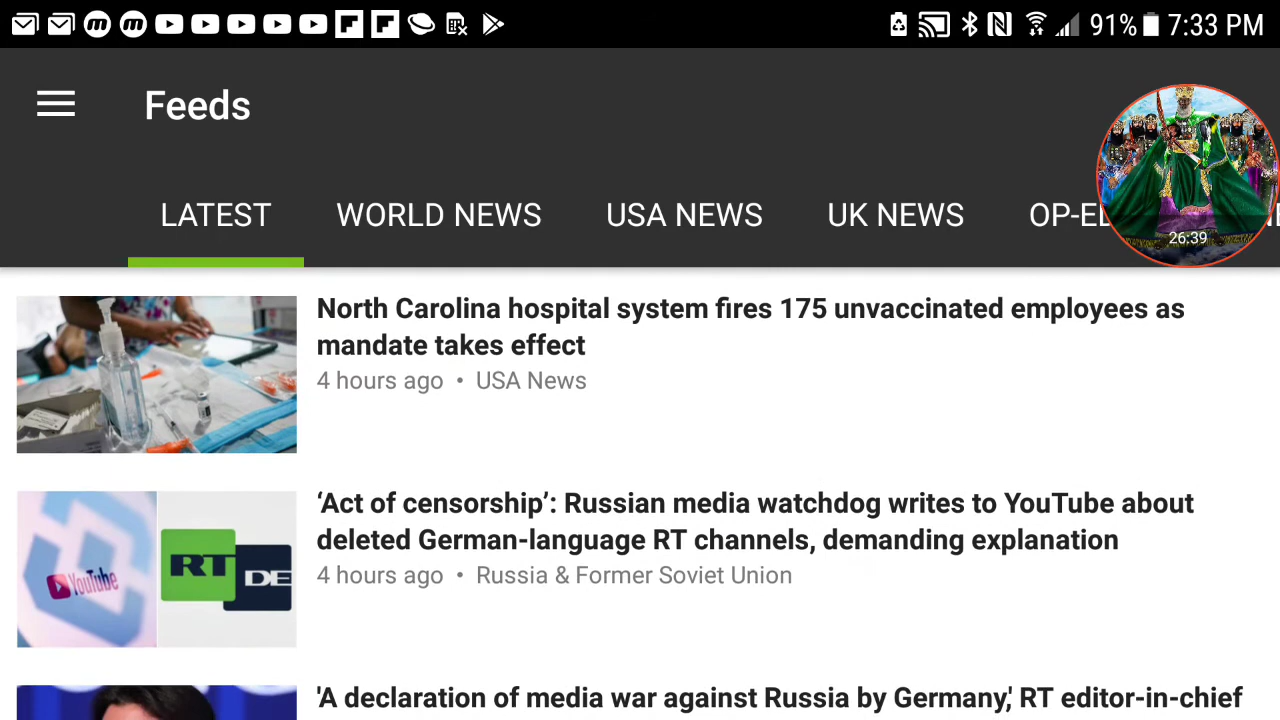 91% 7:33 PM
Feeds
LATEST WORLD NEWS USA NEWS UK NEWS OP-ED
26:39
North Carolina hospital system fires 175 unvaccinated employees as
mandate takes effect
4 hours ago • USA News
‘Act of censorship’: Russian media watchdog writes to YouTube about
deleted German-language RT channels, demanding explanation
4 hours ago • Russia & Former Soviet Union
YouTube
RT
DE
'A declaration of media war against Russia by Germany,' RT editor-in-chief